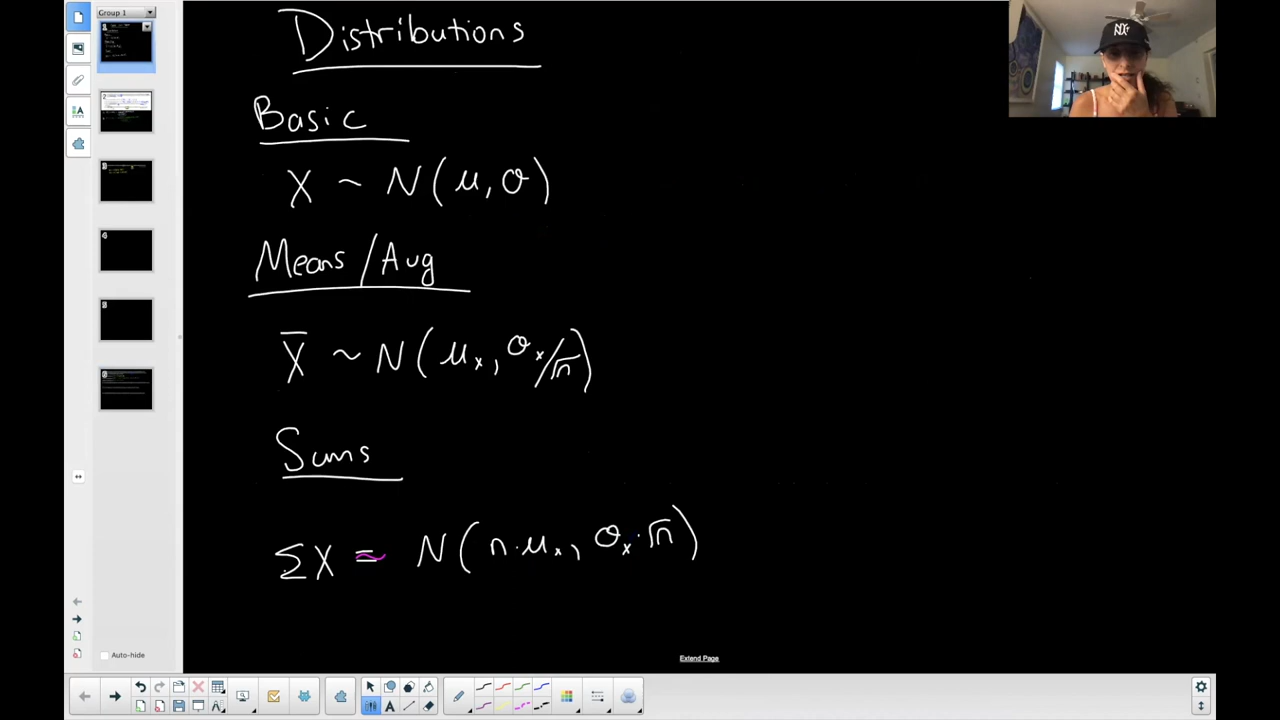 Group 1
Distributions
Basic
X ~ N(μ, σ)
Means/Avg
X̄ ~ N(μₓ, σₓ/√n)
Sums
ΣX ≃ N(n·μₓ, σₓ·√n)
Auto-hide
Extend Page